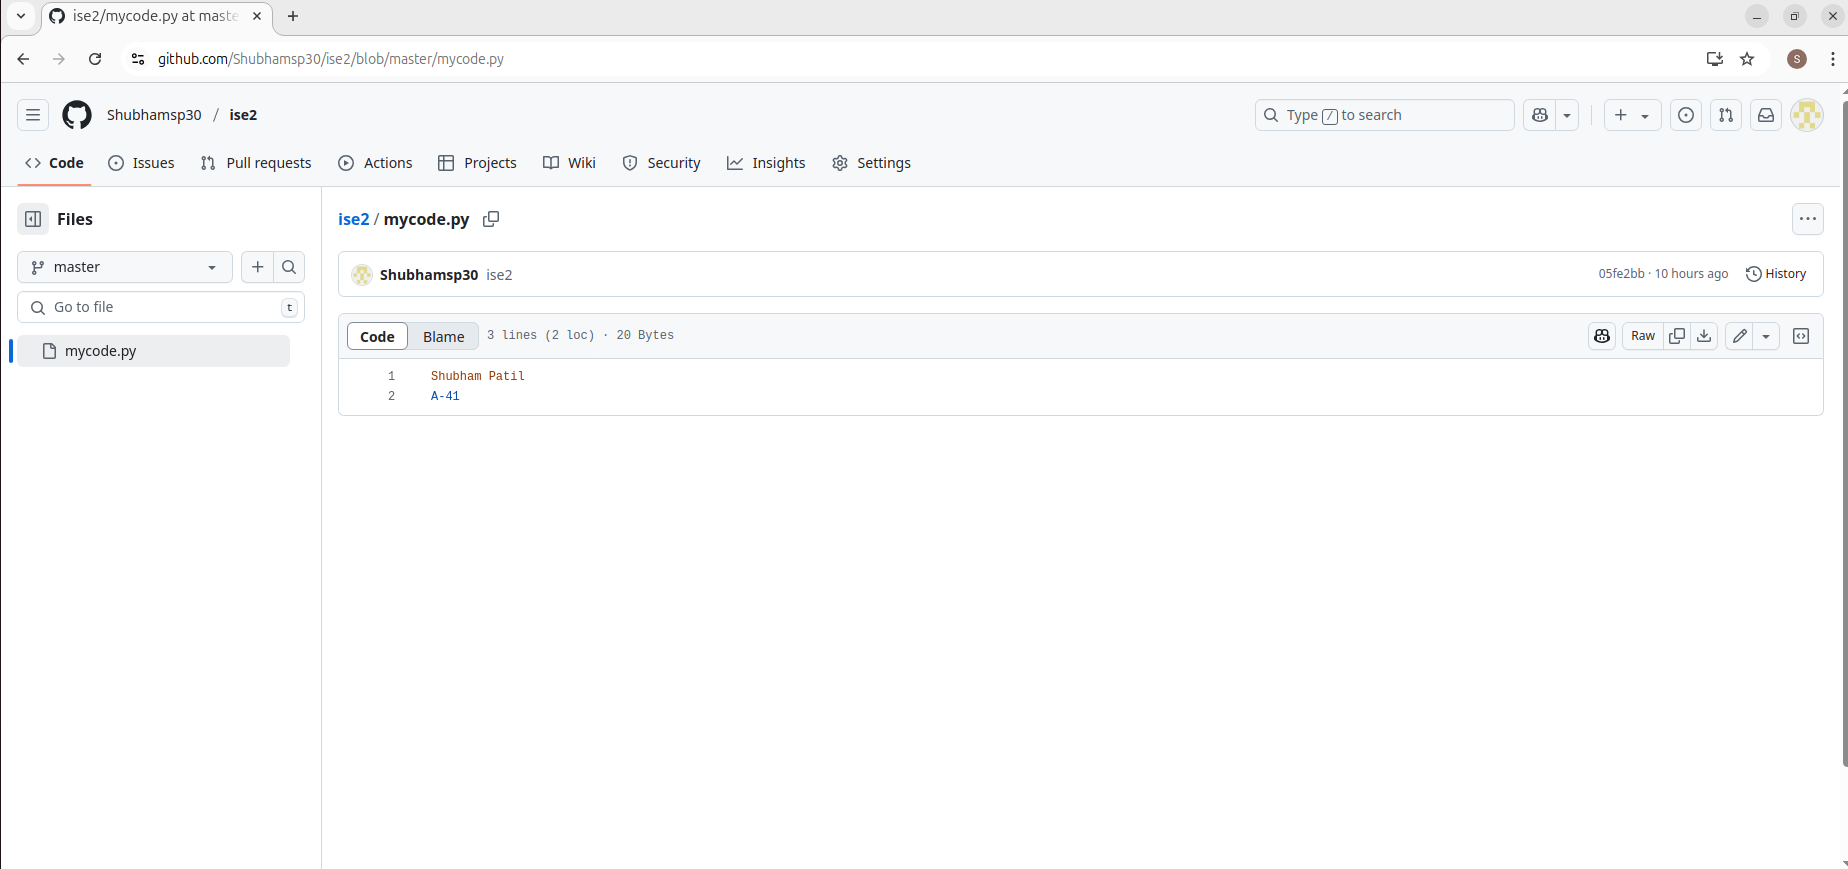 ise2/mycode.py at maste
github.com/Shubhamsp30/ise2/blob/master/mycode.py
S
Shubhamsp30 / ise2
Type / to search
Code Issues Pull requests Actions Projects Wiki Security Insights Settings
Files
master
Go to file t
mycode.py
ise2 / mycode.py
Shubhamsp30 ise2
05fe2bb · 10 hours ago History
Code Blame 3 lines (2 loc) · 20 Bytes
Raw
1 Shubham Patil
2 A-41